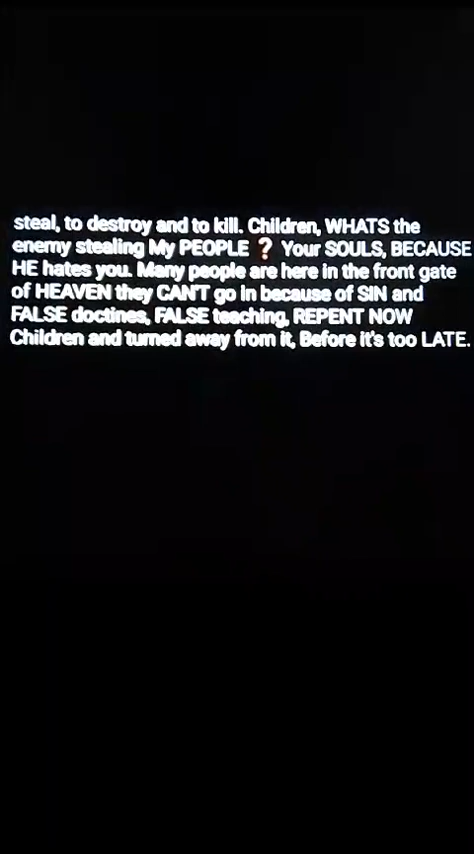 steal, to destroy and to kill. Children, WHATS the
enemy stealing My PEOPLE ❓ Your SOULS, BECAUSE
HE hates you. Many people are here in the front gate
of HEAVEN they CAN'T go in because of SIN and
FALSE doctines, FALSE teaching, REPENT NOW
Children and turned away from it, Before it's too LATE.